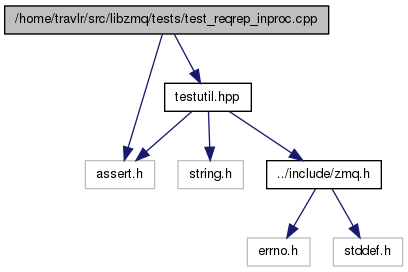 /home/travlr/src/libzmq/tests/test_reqrep_inproc.cpp
testutil.hpp
assert.h
string.h
../include/zmq.h
errno.h
stddef.h